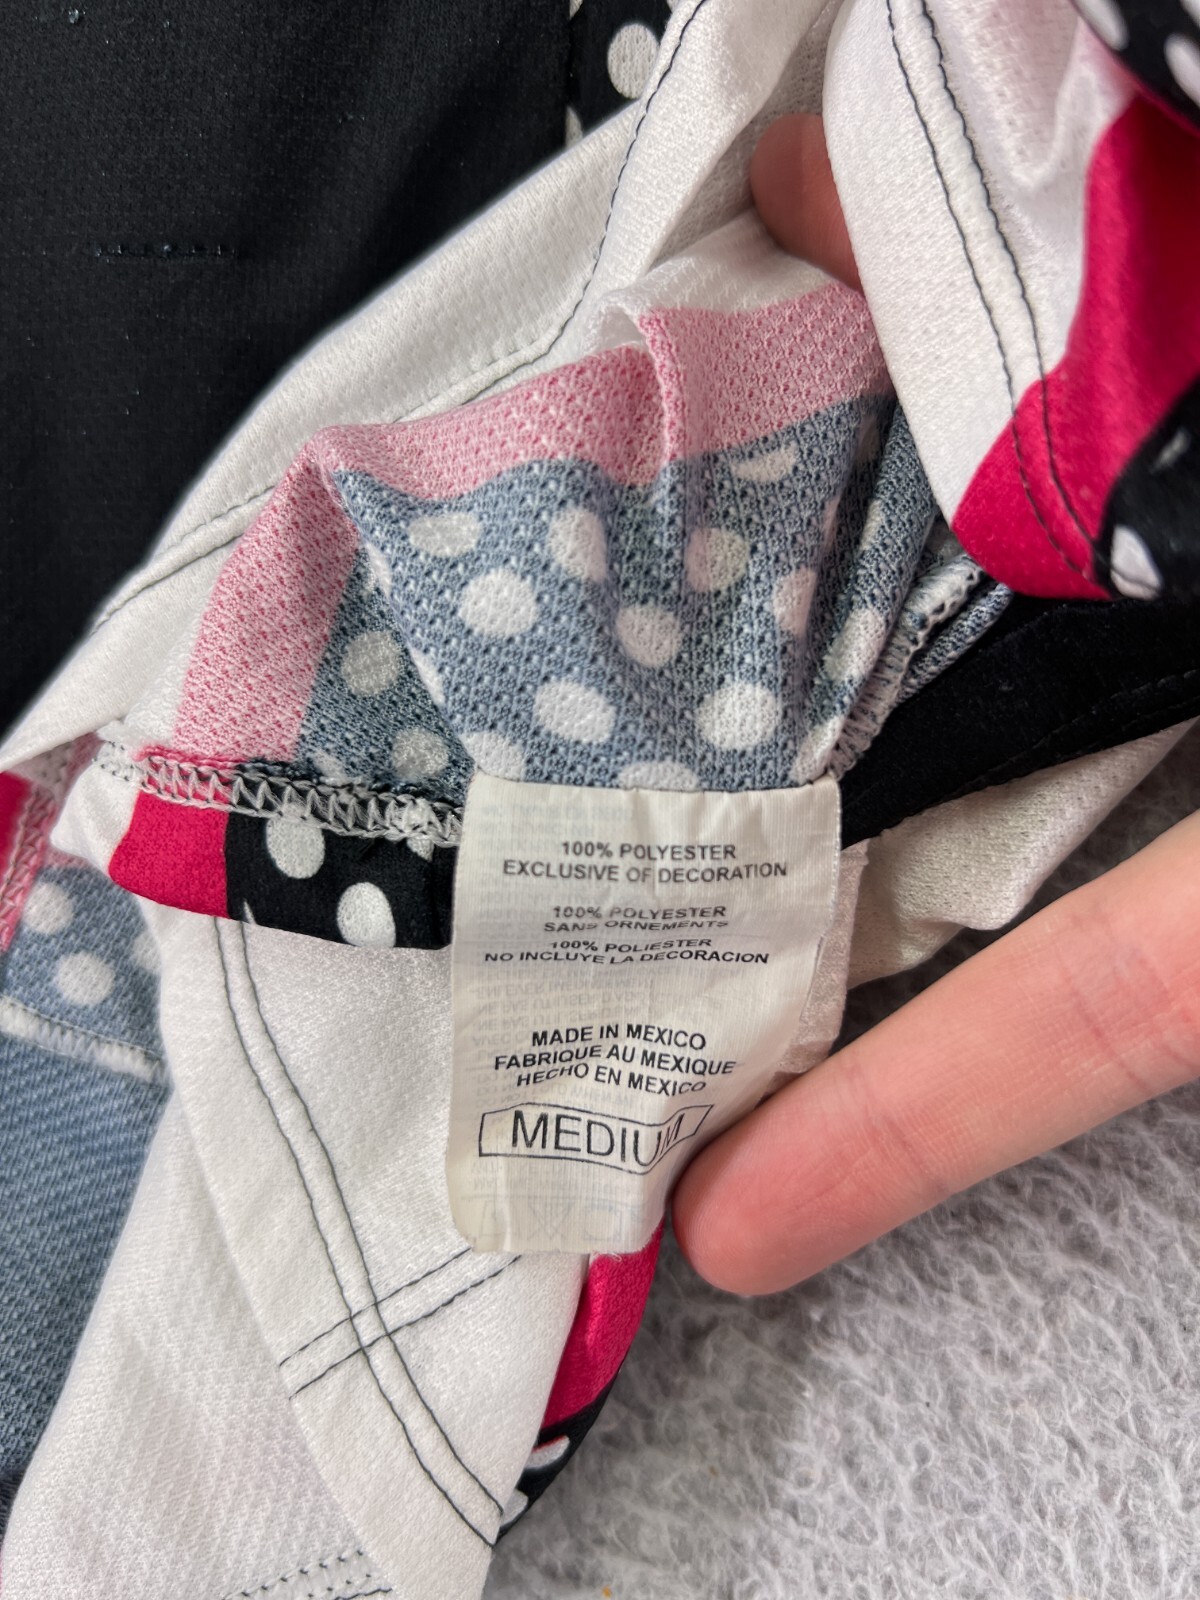 100% POLYESTER
EXCLUSIVE OF DECORATION
100% POLYESTER
SANS ORNEMENTS
100% POLIESTER
NO INCLUYE LA DECORACION
MADE IN MEXICO
FABRIQUE AU MEXIQUE
HECHO EN MEXICO
MEDIUM